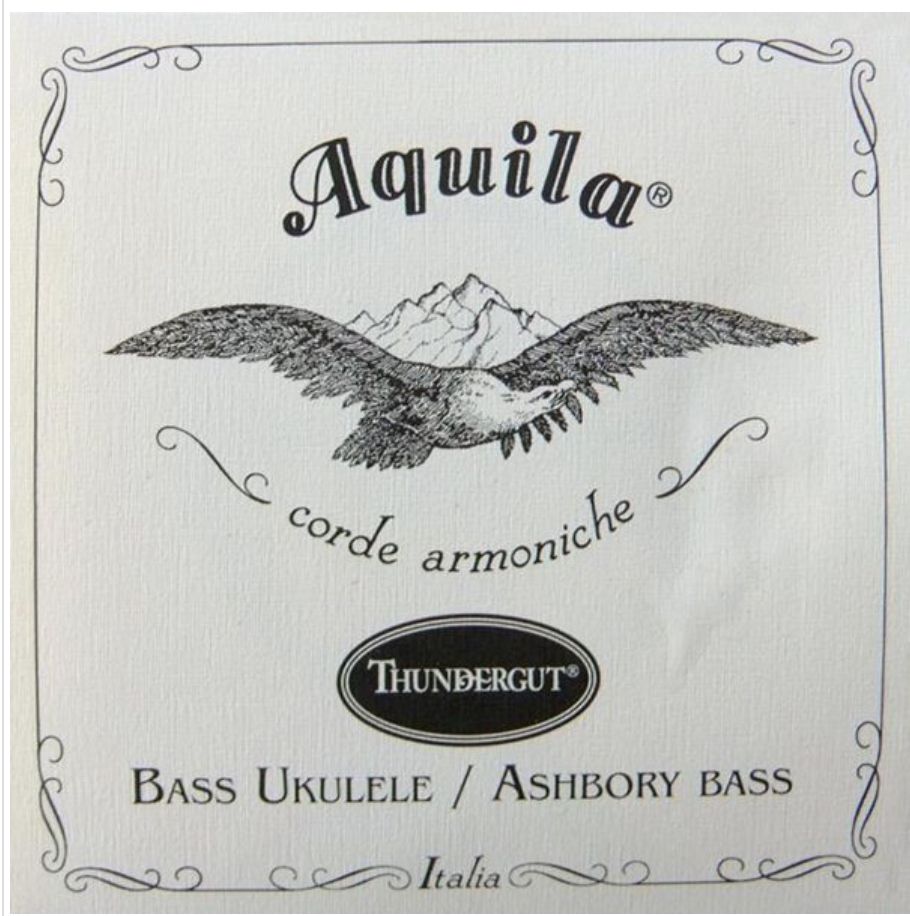 Aquila®
corde armoniche
THUNDERGUT®
BASS UKULELE / ASHBORY BASS
Italia